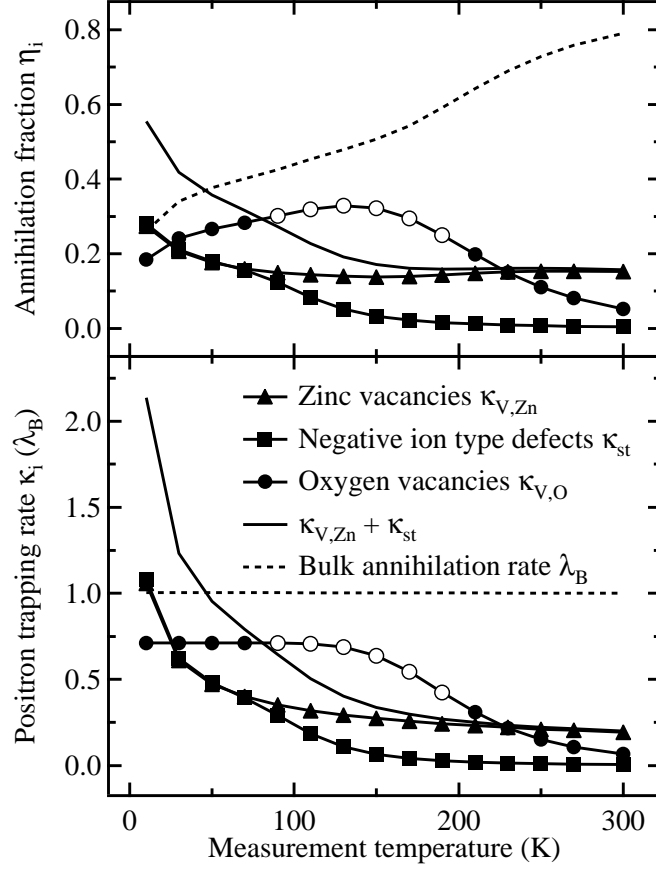 Annihilation fraction η_i
0.8
0.6
0.4
0.2
0.0
Positron trapping rate κ_i (λ_B)
2.0
1.5
1.0
0.5
0.0
Zinc vacancies κ_V,Zn
Negative ion type defects κ_st
Oxygen vacancies κ_V,O
κ_V,Zn + κ_st
Bulk annihilation rate λ_B
0
100
200
300
Measurement temperature (K)